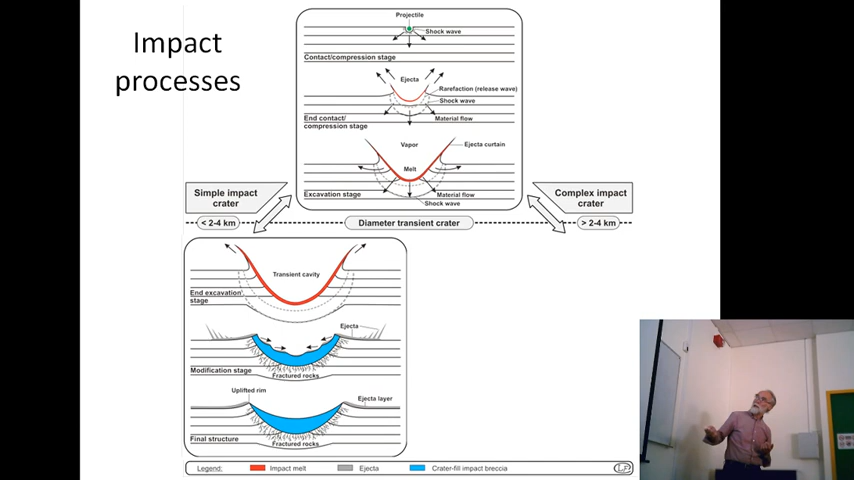 Impact
processes
Projectile
Shock wave
Contact/compression stage
Ejecta
Rarefaction (release wave)
Shock wave
Material flow
End contact/
compression stage
Vapor
Ejecta curtain
Melt
Material flow
Excavation stage
Shock wave
Simple impact
crater
Complex impact
crater
< 2-4 km
Diameter transient crater
> 2-4 km
Transient cavity
End excavation
stage
Ejecta
Modification stage
Fractured rocks
Uplifted rim
Ejecta layer
Final structure
Fractured rocks
Legend:
Impact melt
Ejecta
Crater-fill impact breccia